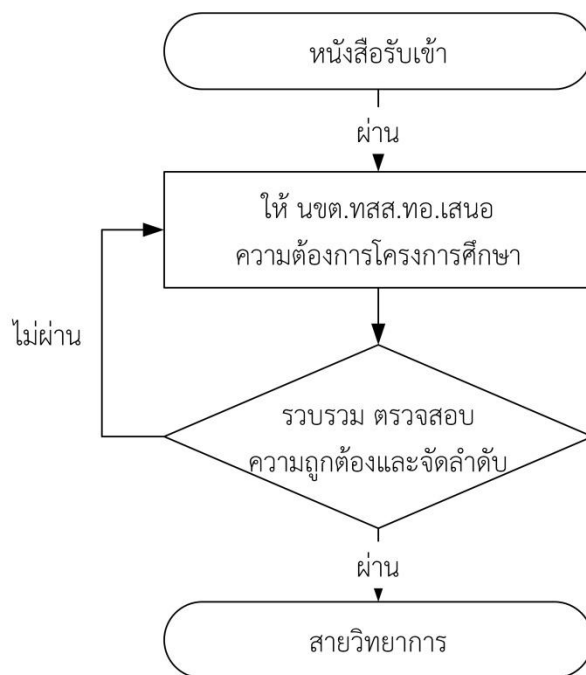 หนังสือรับเข้า
ผ่าน
ให้ นขต.ทสส.ทอ.เสนอ
ความต้องการโครงการศึกษา
ไม่ผ่าน
รวบรวม ตรวจสอบ
ความถูกต้องและจัดลำดับ
ผ่าน
สายวิทยาการ